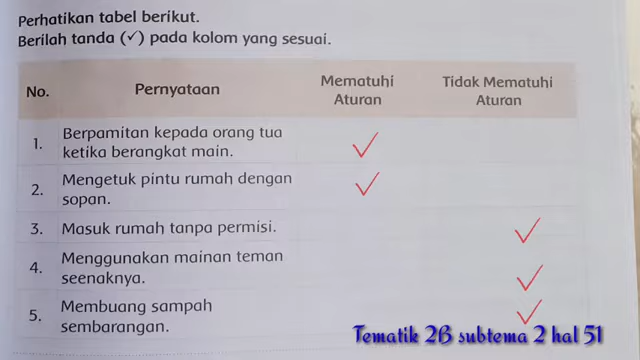 Perhatikan tabel berikut.
Berilah tanda (✓) pada kolom yang sesuai.
No. Pernyataan Mematuhi Aturan Tidak Mematuhi Aturan
1. Berpamitan kepada orang tua
ketika berangkat main. ✓
2. Mengetuk pintu rumah dengan
sopan. ✓
3. Masuk rumah tanpa permisi. ✓
4. Menggunakan mainan teman
seenaknya. ✓
5. Membuang sampah
sembarangan. ✓
Tematik 2B subtema 2 hal 51